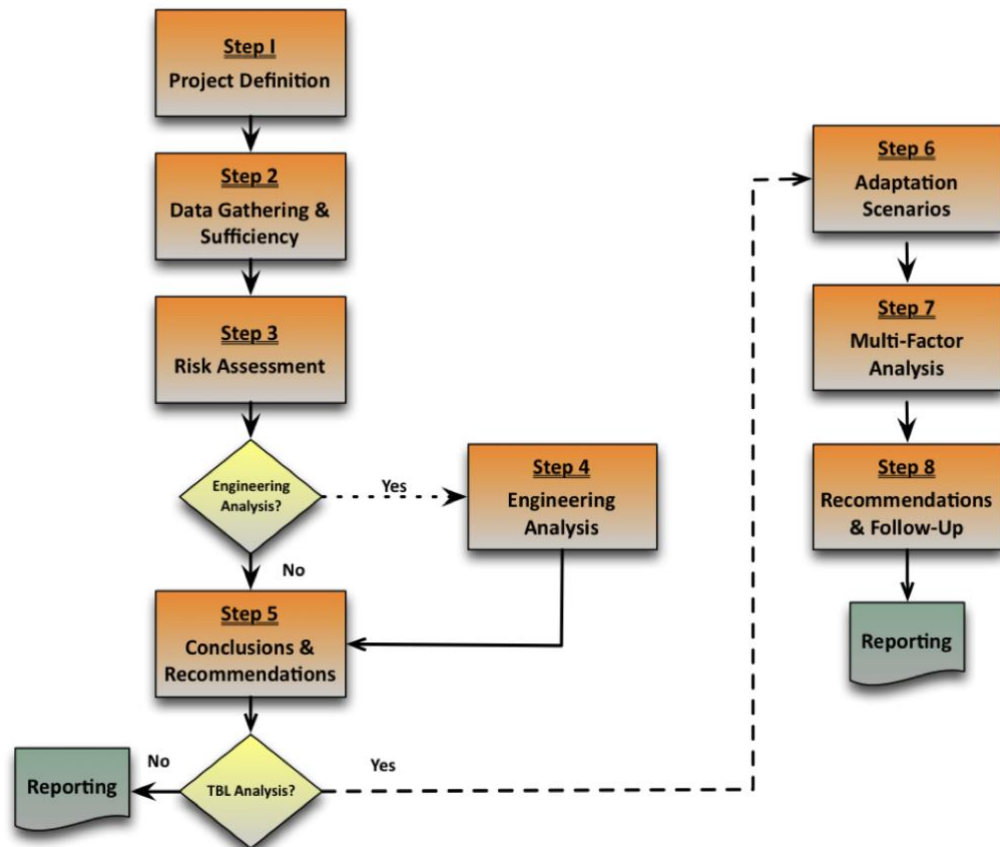 Step I
Project Definition
Step 2
Data Gathering &
Sufficiency
Step 3
Risk Assessment
Engineering
Analysis?
Yes
Step 4
Engineering
Analysis
No
Step 5
Conclusions &
Recommendations
TBL Analysis?
No
Reporting
Yes
Step 6
Adaptation
Scenarios
Step 7
Multi-Factor
Analysis
Step 8
Recommendations
& Follow-Up
Reporting